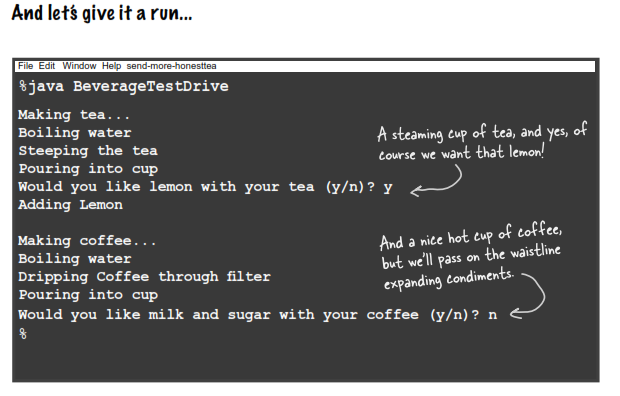 And let's give it a run...
File Edit Window Help send-more-honesttea
%java BeverageTestDrive
Making tea...
Boiling water
Steeping the tea
Pouring into cup
Would you like lemon with your tea (y/n)? y
Adding Lemon
A steaming cup of tea, and yes, of
course we want that lemon!
Making coffee...
Boiling water
Dripping Coffee through filter
Pouring into cup
Would you like milk and sugar with your coffee (y/n)? n
%
And a nice hot cup of coffee,
but we'll pass on the waistline
expanding condiments.